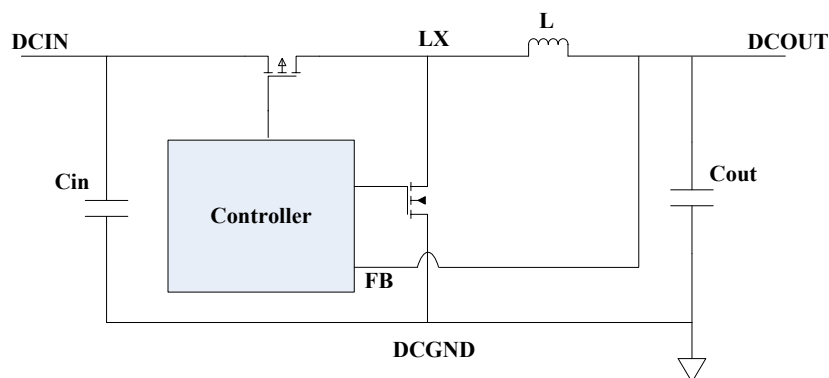 DCIN
LX
L
DCOUT
Cin
Controller
Cout
FB
DCGND